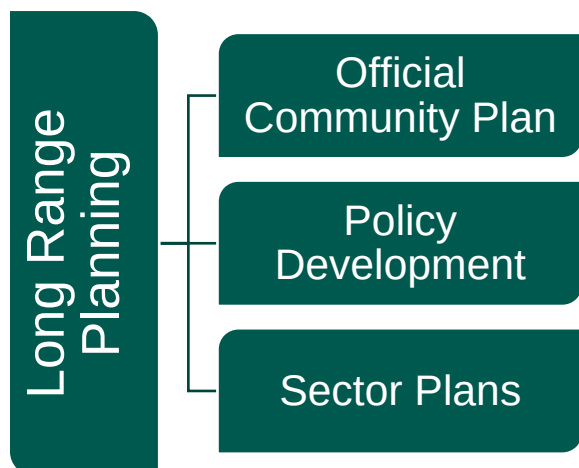 Long Range
Planning
Official
Community Plan
Policy
Development
Sector Plans